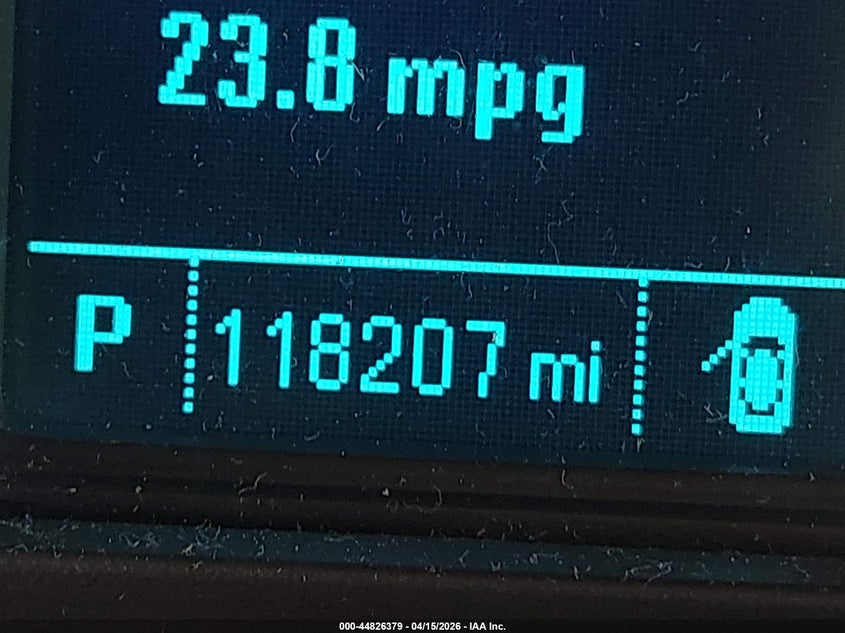 23.8 mpg
P 118207 mi
000-44826379 - 04/15/2026 - IAA Inc.